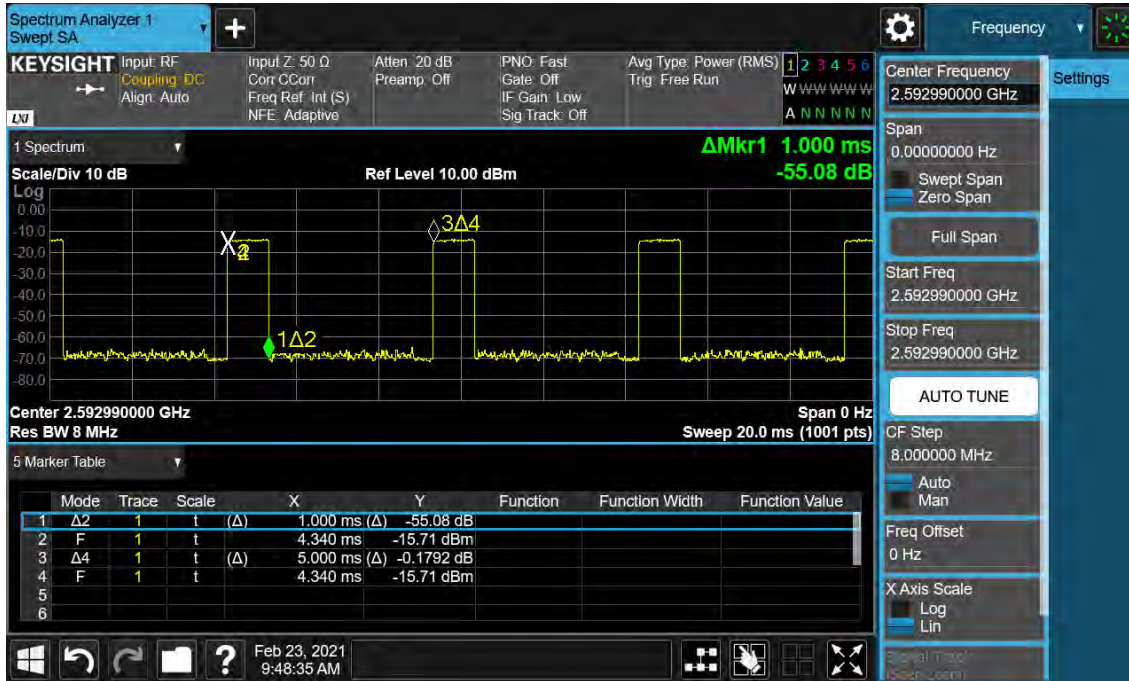 Spectrum Analyzer 1
Swept SA
+
Frequency
KEYSIGHT
LXI
Input: RF
Coupling: DC
Align: Auto
Input Z: 50 Ω
Corr CCorr
Freq Ref: Int (S)
NFE: Adaptive
Atten: 20 dB
Preamp: Off
PNO: Fast
Gate: Off
IF Gain: Low
Sig Track: Off
Avg Type: Power (RMS)
Trig: Free Run
1 2 3 4 5 6
W W W W W W
A N N N N N
1 Spectrum
Scale/Div 10 dB
Ref Level 10.00 dBm
ΔMkr1 1.000 ms
-55.08 dB
Log
0.00
-10.0
-20.0
-30.0
-40.0
-50.0
-60.0
-70.0
-80.0
3Δ4
1Δ2
Center 2.592990000 GHz
Span 0 Hz
Res BW 8 MHz
Sweep 20.0 ms (1001 pts)
5 Marker Table
Mode Trace Scale X Y Function Function Width Function Value
1 Δ2 1 t (Δ) 1.000 ms (Δ) -55.08 dB
2 F 1 t 4.340 ms -15.71 dBm
3 Δ4 1 t (Δ) 5.000 ms (Δ) -0.1792 dB
4 F 1 t 4.340 ms -15.71 dBm
5
6
?
Feb 23, 2021
9:48:35 AM
Center Frequency
2.592990000 GHz
Settings
Span
0.00000000 Hz
Swept Span
Zero Span
Full Span
Start Freq
2.592990000 GHz
Stop Freq
2.592990000 GHz
AUTO TUNE
CF Step
8.000000 MHz
Auto
Man
Freq Offset
0 Hz
X Axis Scale
Log
Lin